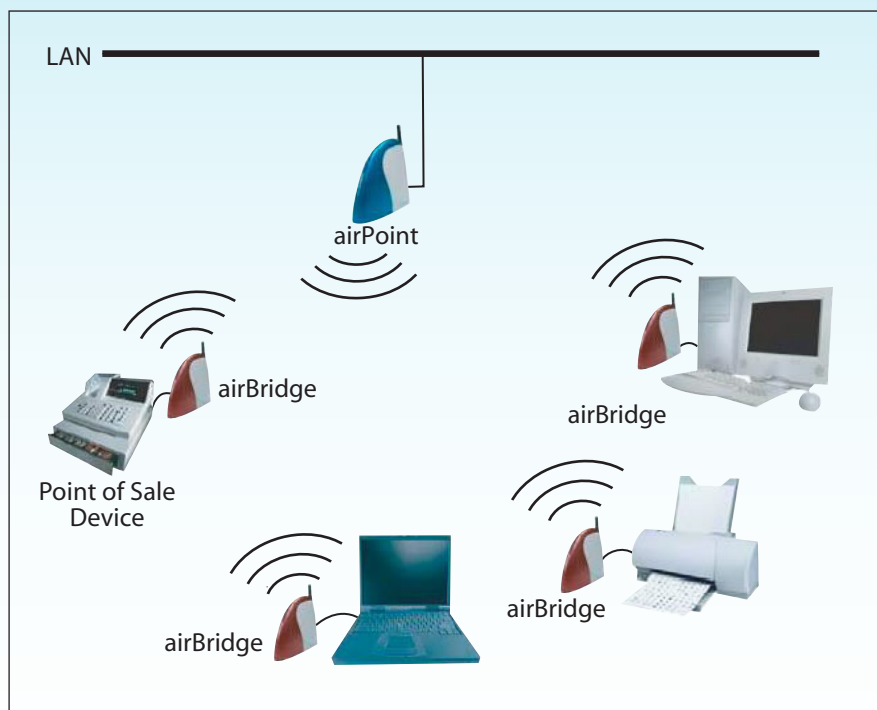 LAN
airPoint
airBridge
airBridge
Point of Sale
Device
airBridge
airBridge